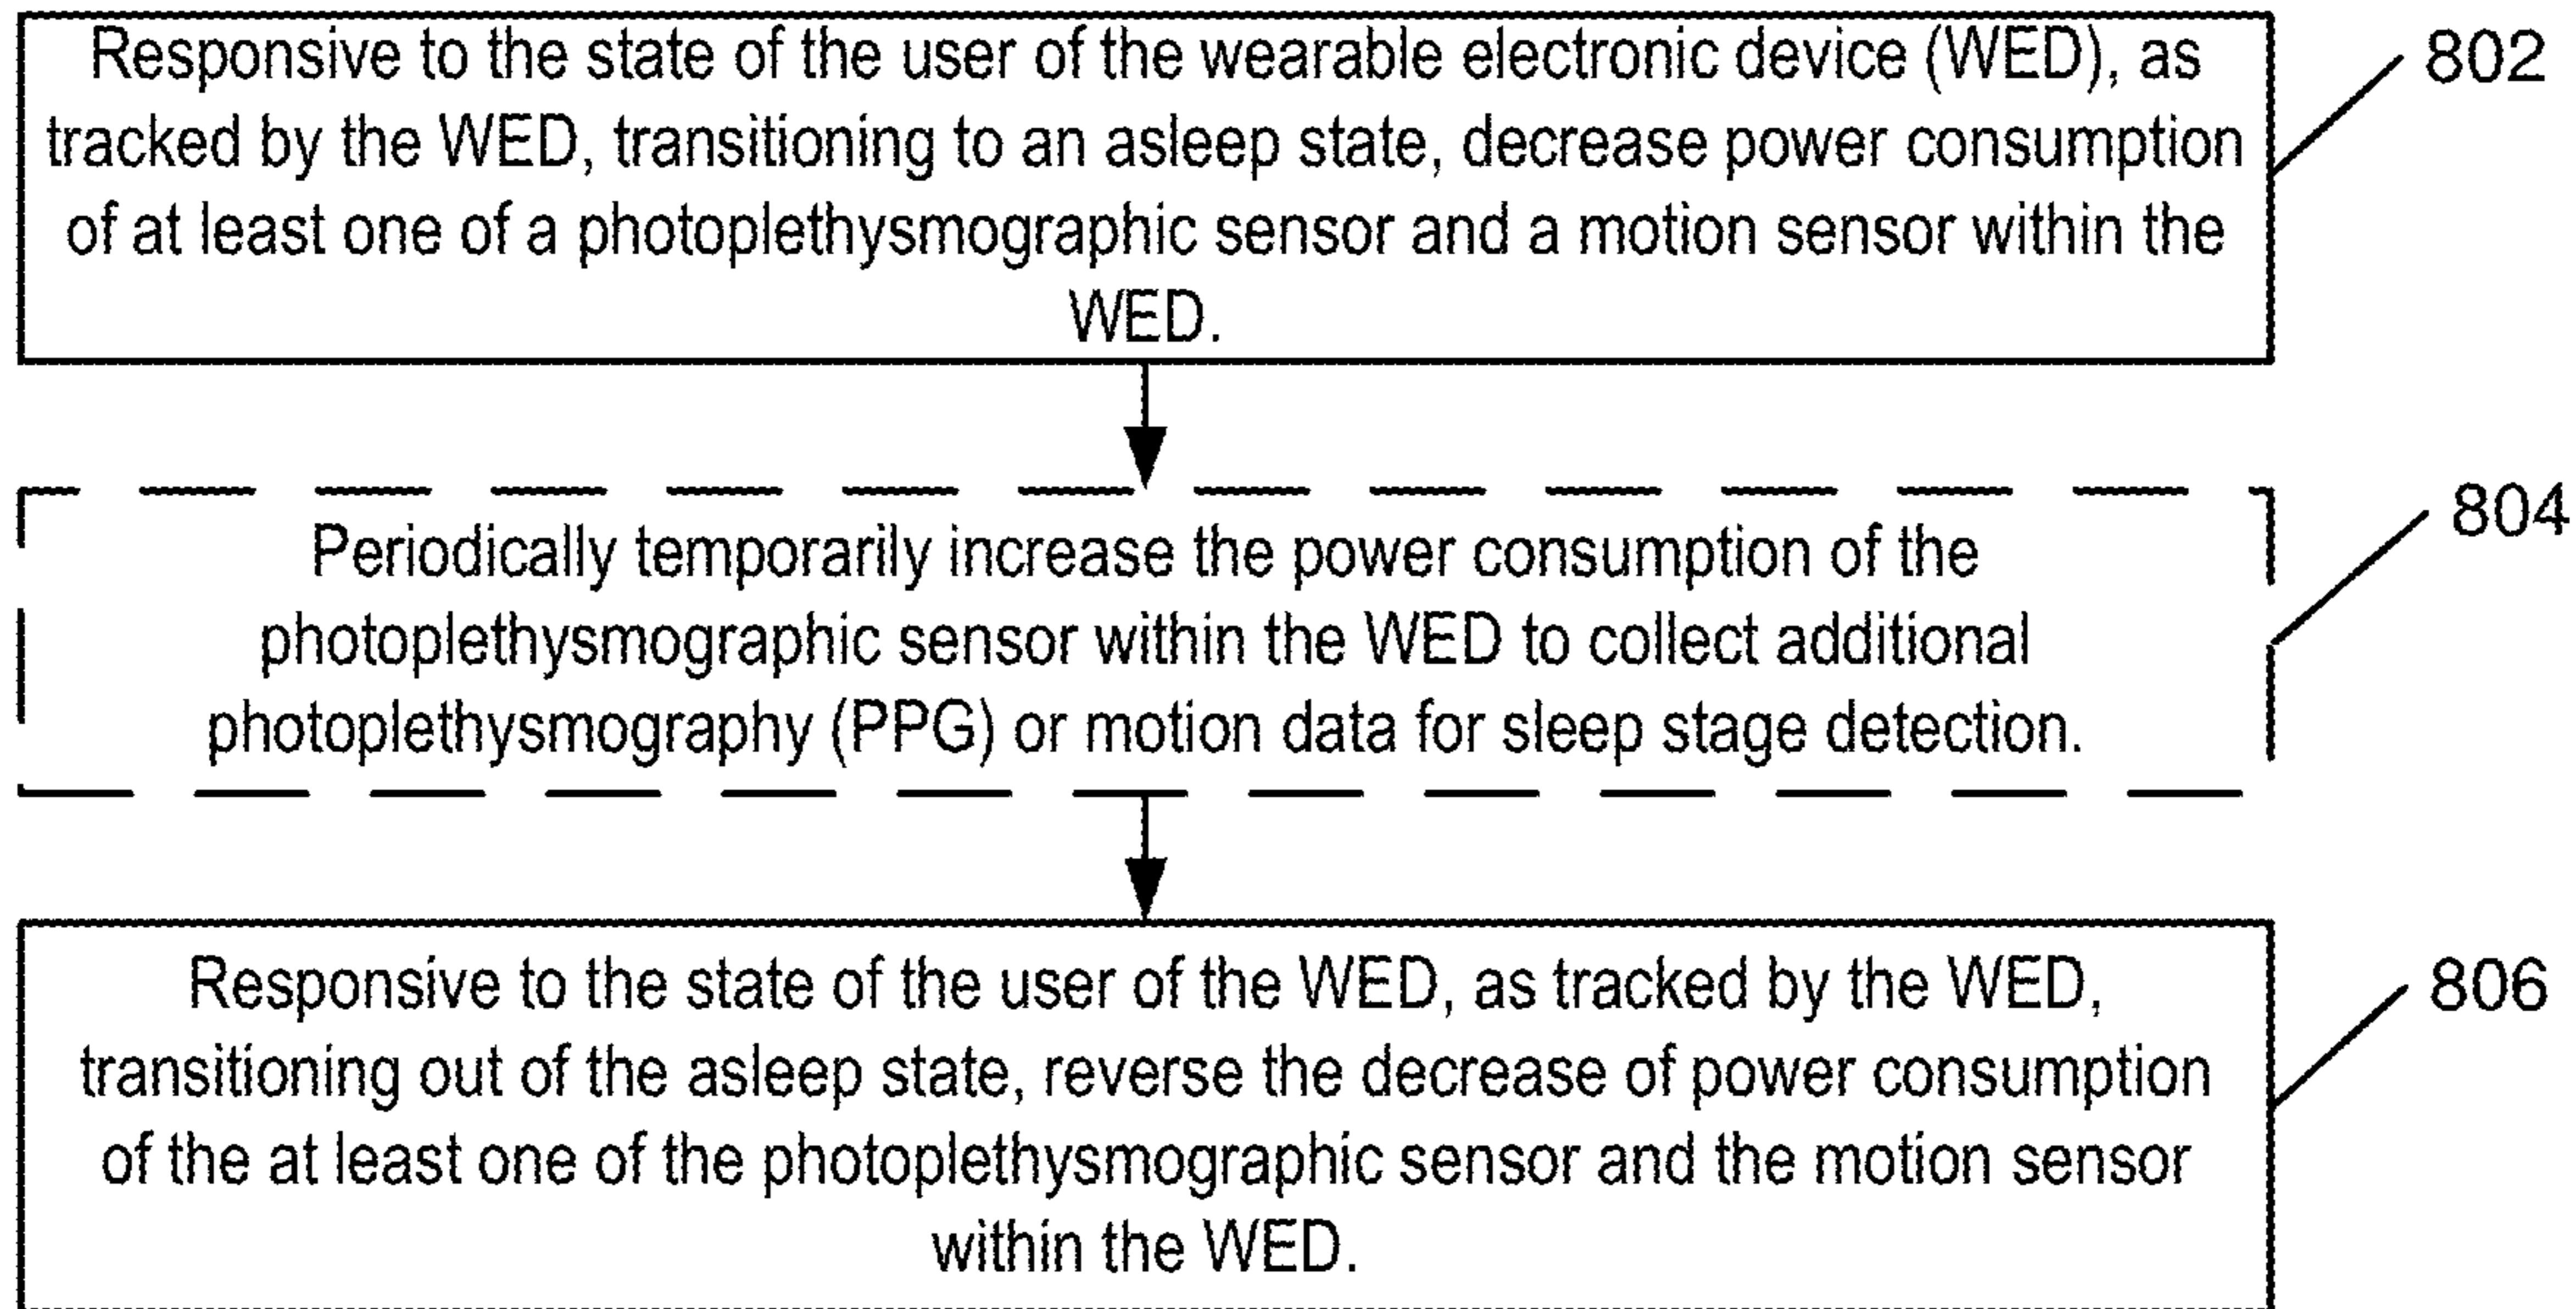 Responsive to the state of the user of the wearable electronic device (WED), as
tracked by the WED, transitioning to an asleep state, decrease power consumption
of at least one of a photoplethysmographic sensor and a motion sensor within the
WED.
802
Periodically temporarily increase the power consumption of the
photoplethysmographic sensor within the WED to collect additional
photoplethysmography (PPG) or motion data for sleep stage detection.
804
Responsive to the state of the user of the WED, as tracked by the WED,
transitioning out of the asleep state, reverse the decrease of power consumption
of the at least one of the photoplethysmographic sensor and the motion sensor
within the WED.
806